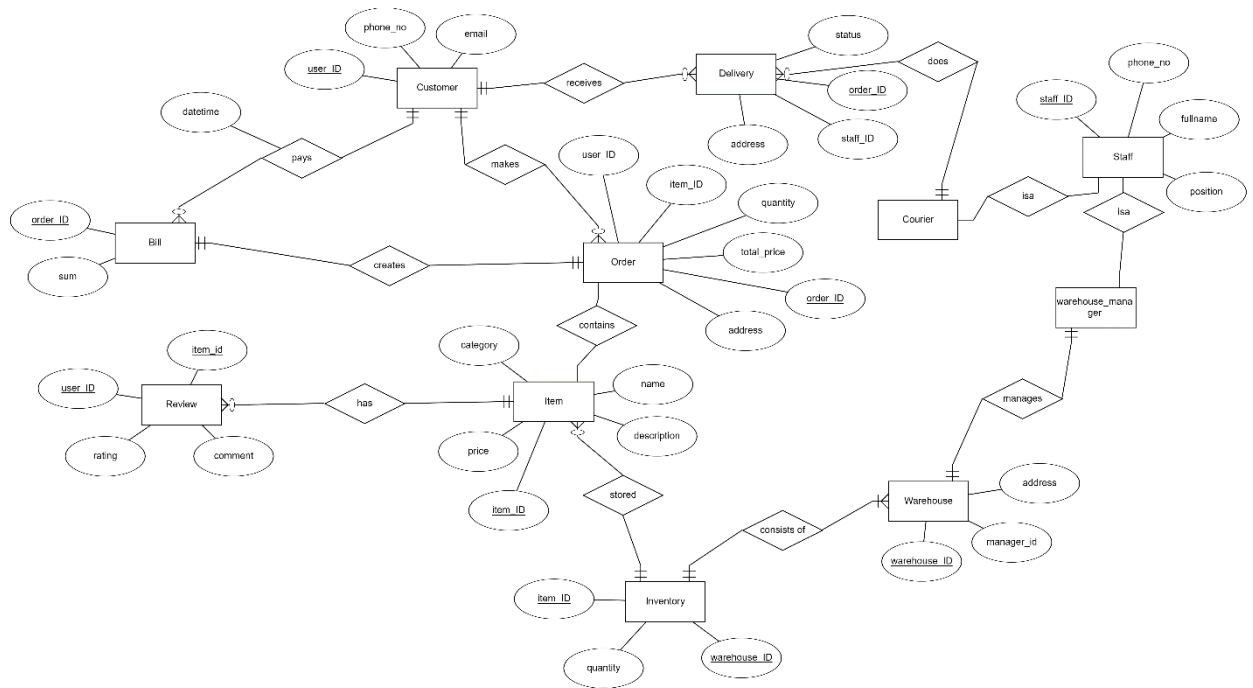 phone_no
email
user_ID
Customer
receives
Delivery
status
does
order_ID
staff_ID
address
phone_no
staff_ID
fullname
Staff
position
isa
isa
Courier
datetime
pays
makes
user_ID
item_ID
quantity
total_price
order_ID
address
Order
order_ID
Bill
sum
creates
contains
warehouse_mana
ger
category
name
Item
description
price
item_ID
item_id
user_ID
Review
rating
comment
has
manages
stored
consists of
Warehouse
address
manager_id
warehouse_ID
item_ID
Inventory
quantity
warehouse_ID